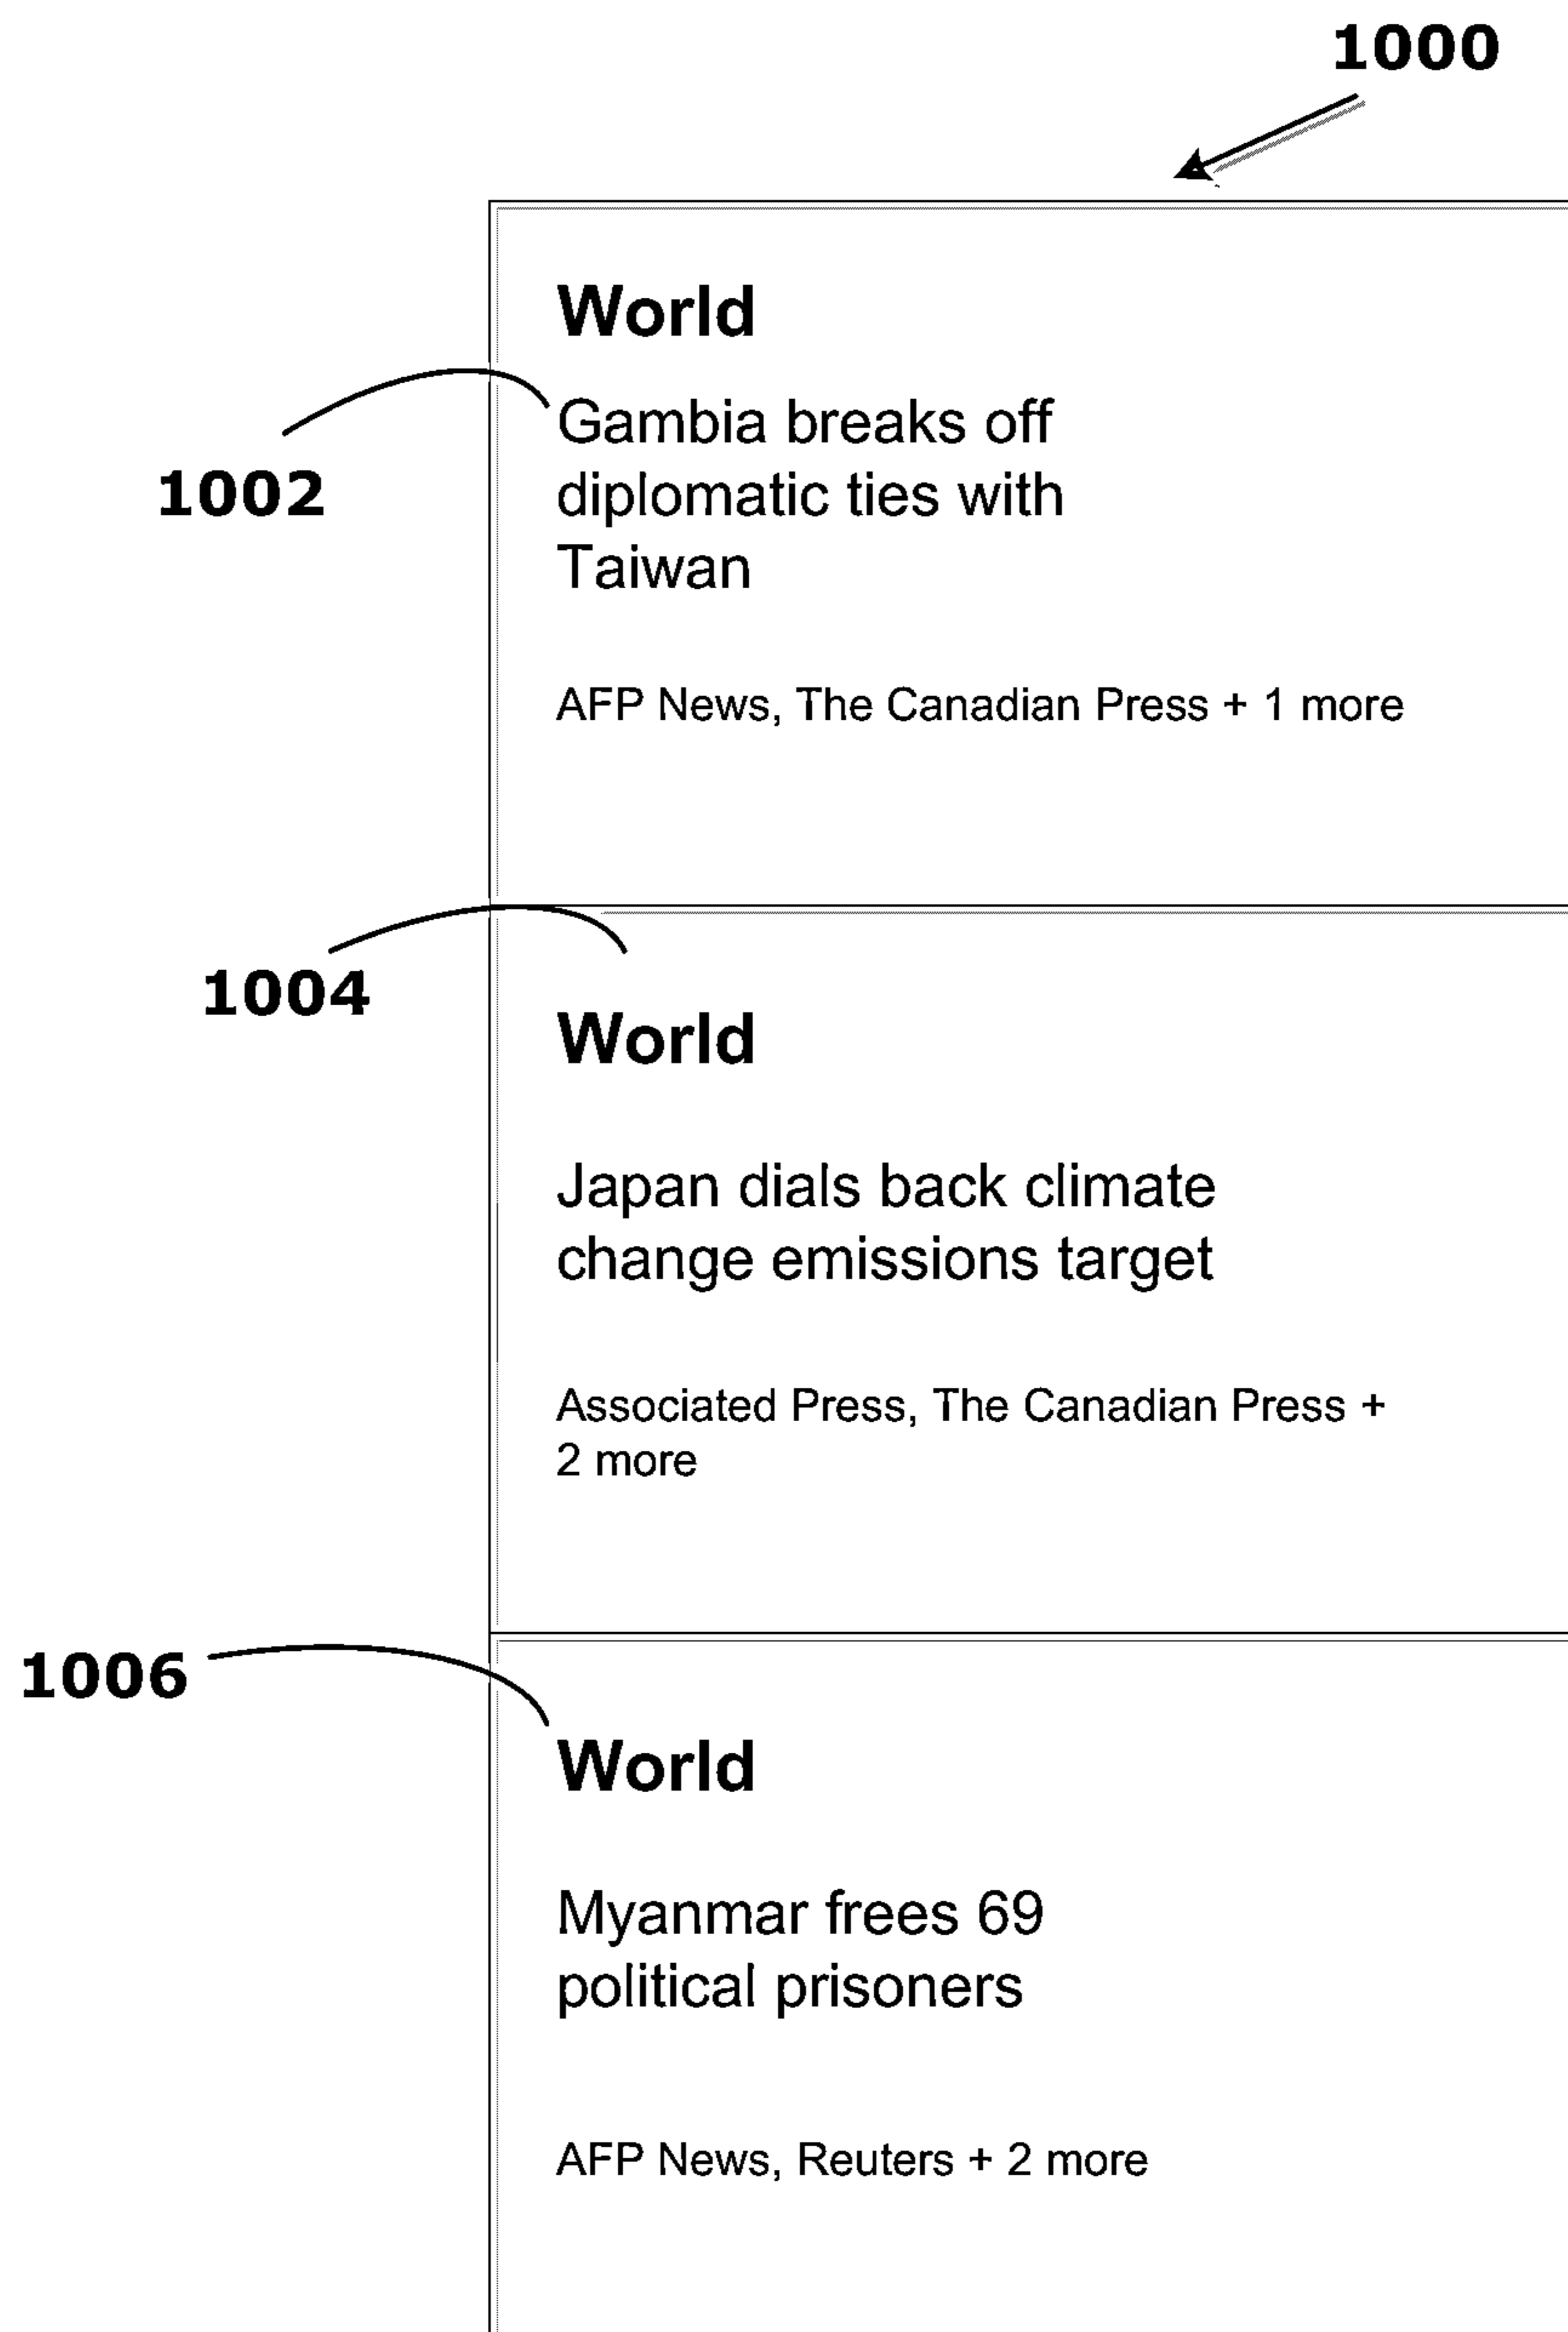 1000
World
Gambia breaks off
diplomatic ties with
Taiwan
1002
AFP News, The Canadian Press + 1 more
1004
World
Japan dials back climate
change emissions target
Associated Press, The Canadian Press +
2 more
1006
World
Myanmar frees 69
political prisoners
AFP News, Reuters + 2 more